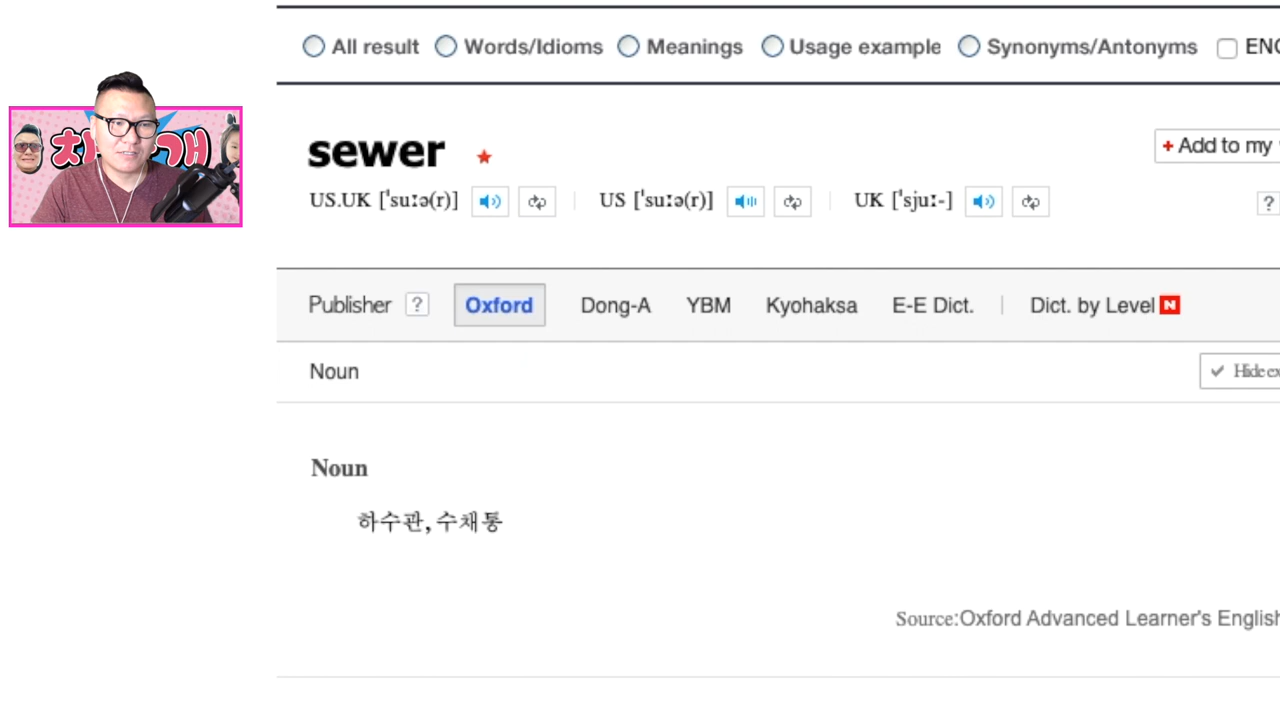 All result Words/Idioms Meanings Usage example Synonyms/Antonyms
sewer
+ Add to my
US.UK [ˈsuːə(r)] US [ˈsuːə(r)] UK [ˈsjuː-] ?
Publisher ? Oxford Dong-A YBM Kyohaksa E-E Dict. | Dict. by Level N
Noun Hide
Noun
하수관, 수채통
Source:Oxford Advanced Learner's English